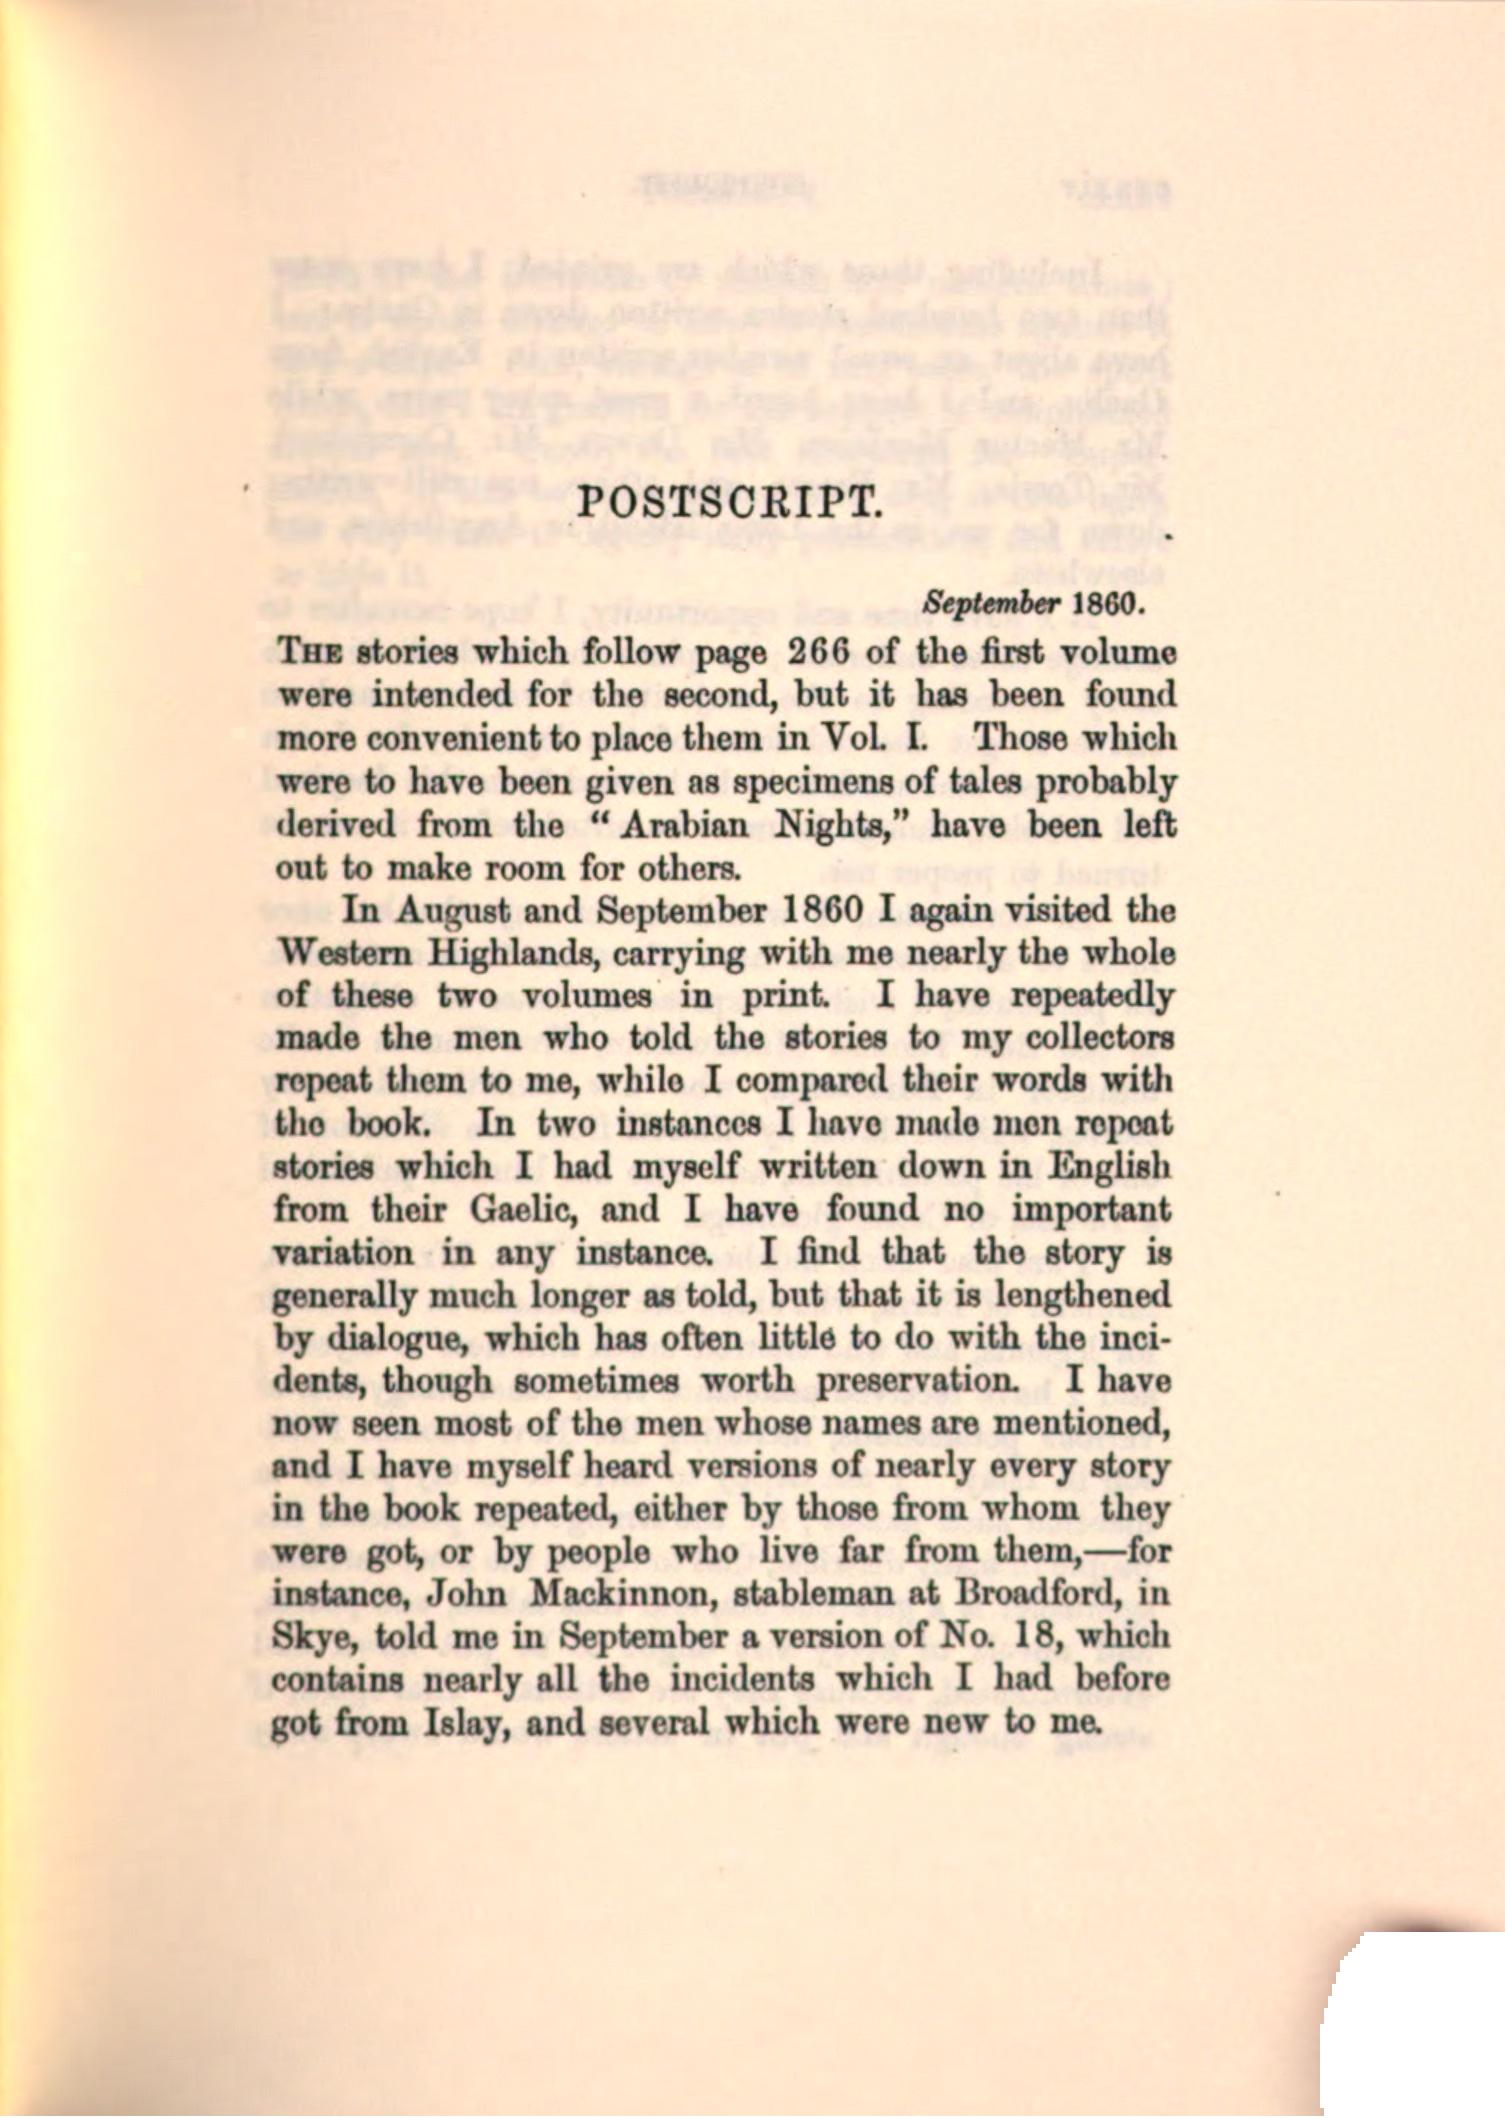 POSTSCRIPT.
September 1860.
THE stories which follow page 266 of the first volume
were intended for the second, but it has been found
more convenient to place them in Vol. I. Those which
were to have been given as specimens of tales probably
derived from the “ Arabian Nights,” have been left
out to make room for others.
In August and September 1860 I again visited the
Western Highlands, carrying with me nearly the whole
of these two volumes in print. I have repeatedly
made the men who told the stories to my collectors
repeat them to me, while I compared their words with
the book. In two instances I have made men repeat
stories which I had myself written down in English
from their Gaelic, and I have found no important
variation in any instance. I find that the story is
generally much longer as told, but that it is lengthened
by dialogue, which has often little to do with the inci-
dents, though sometimes worth preservation. I have
now seen most of the men whose names are mentioned,
and I have myself heard versions of nearly every story
in the book repeated, either by those from whom they
were got, or by people who live far from them,—for
instance, John Mackinnon, stableman at Broadford, in
Skye, told me in September a version of No. 18, which
contains nearly all the incidents which I had before
got from Islay, and several which were new to me.